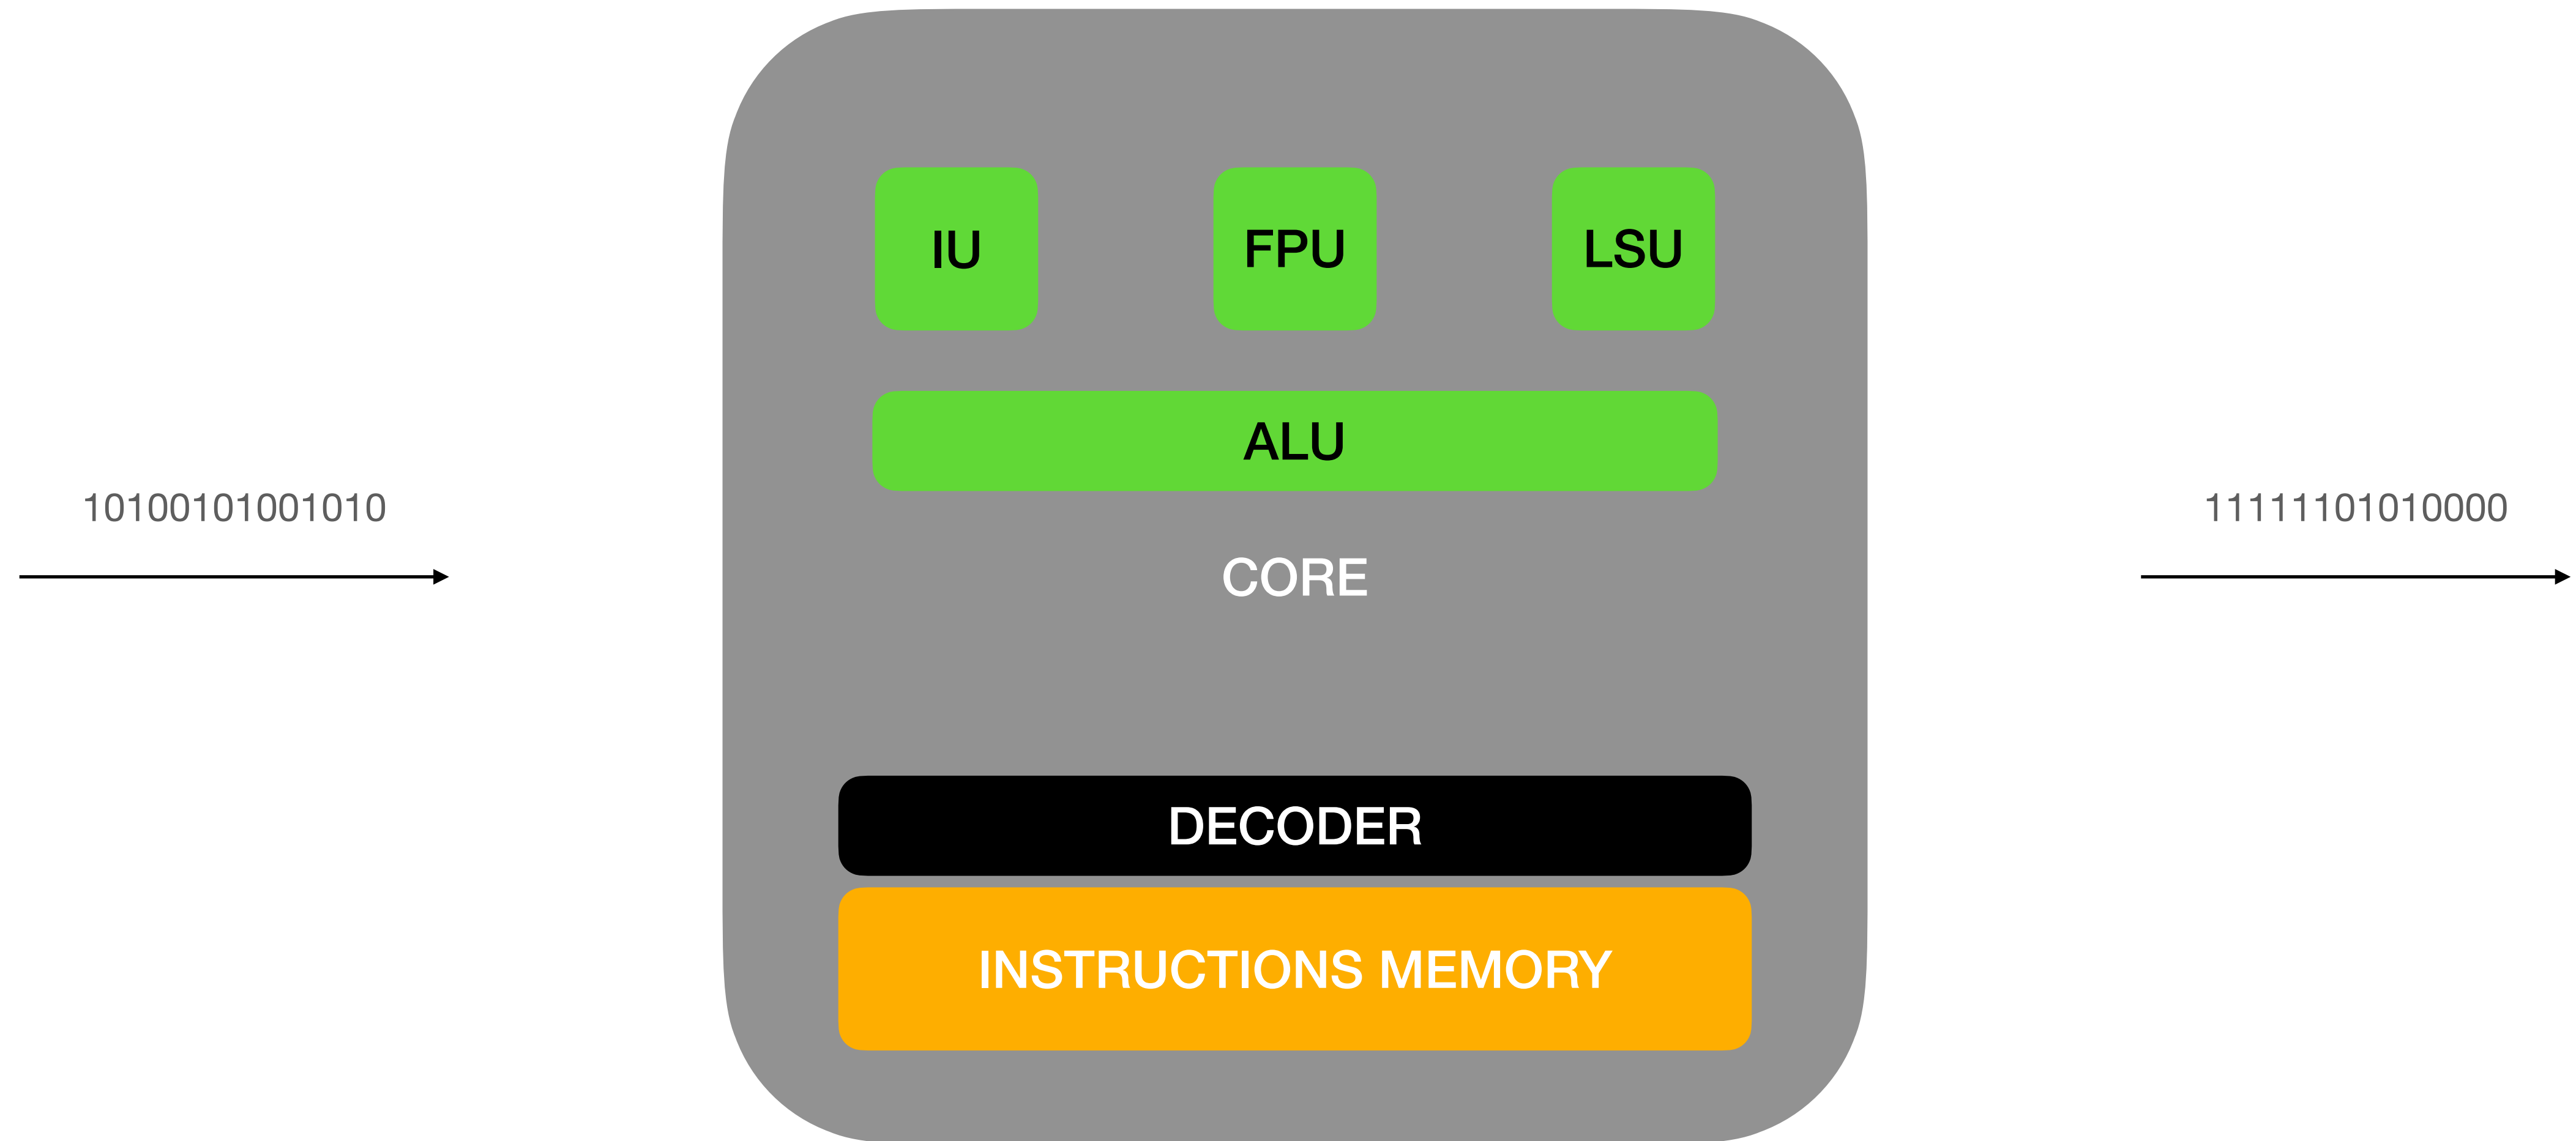 IU
FPU
LSU
ALU
10100101001010
11111101010000
CORE
DECODER
INSTRUCTIONS MEMORY